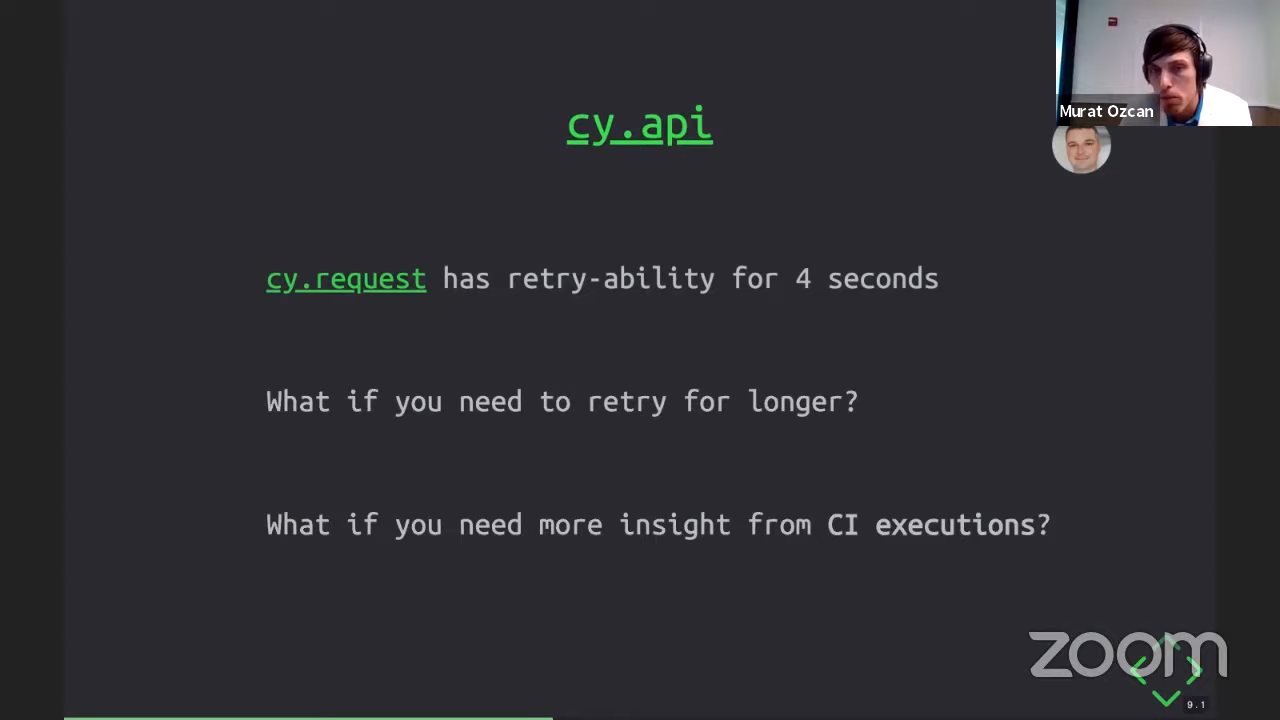 Murat Ozcan
cy.api
cy.request has retry-ability for 4 seconds
What if you need to retry for longer?
What if you need more insight from CI executions?
zoom
9.1